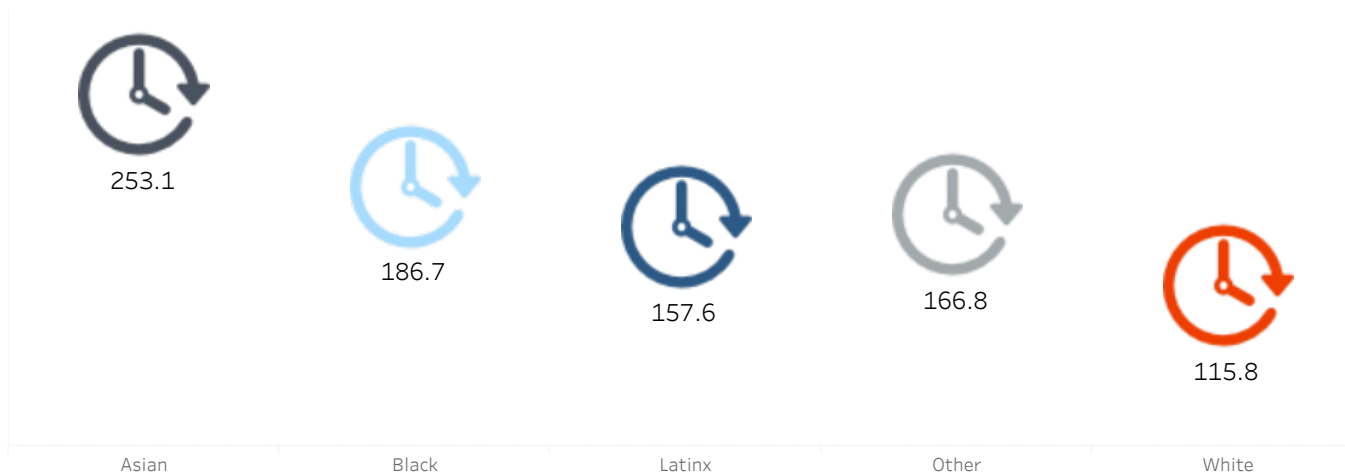 253.1
186.7
157.6
166.8
115.8
Asian
Black
Latinx
Other
White